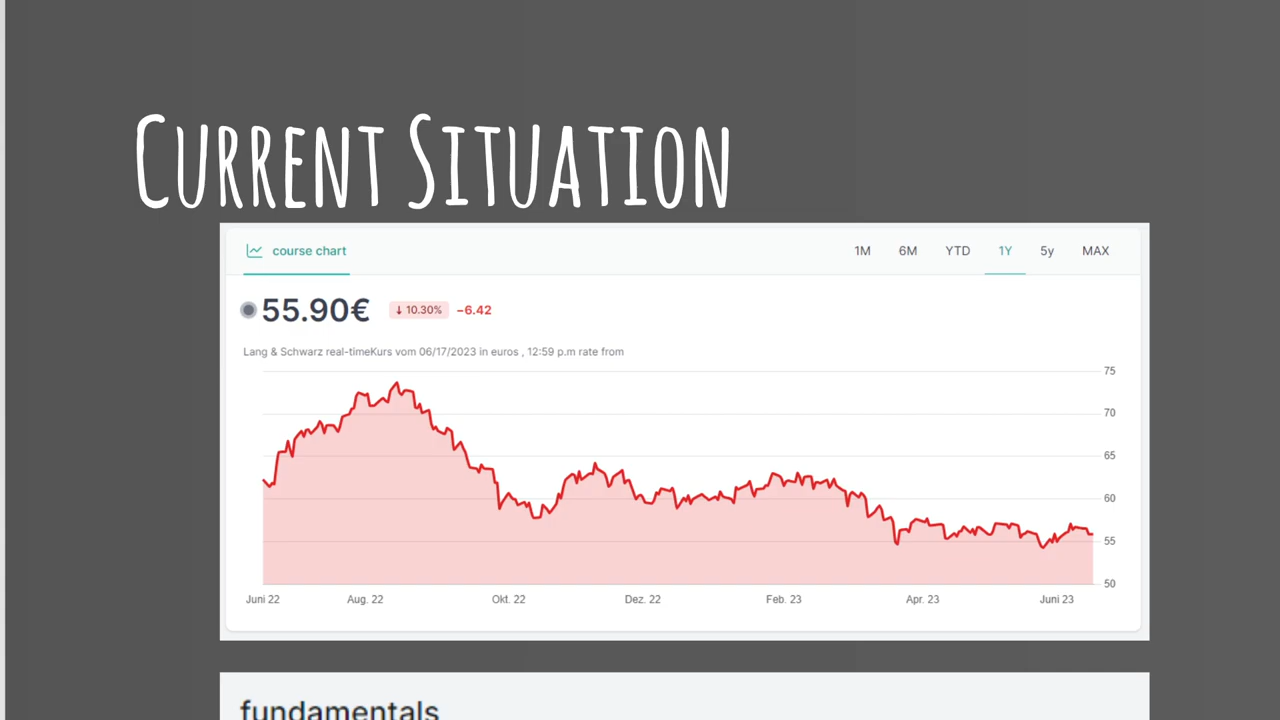 CURRENT SITUATION
course chart 1M 6M YTD 1Y 5y MAX
55.90€ ↓ 10.30% −6.42
Lang & Schwarz real-timeKurs vom 06/17/2023 in euros , 12:59 p.m rate from
75
70
65
60
55
50
Juni 22 Aug. 22 Okt. 22 Dez. 22 Feb. 23 Apr. 23 Juni 23
fundamentals